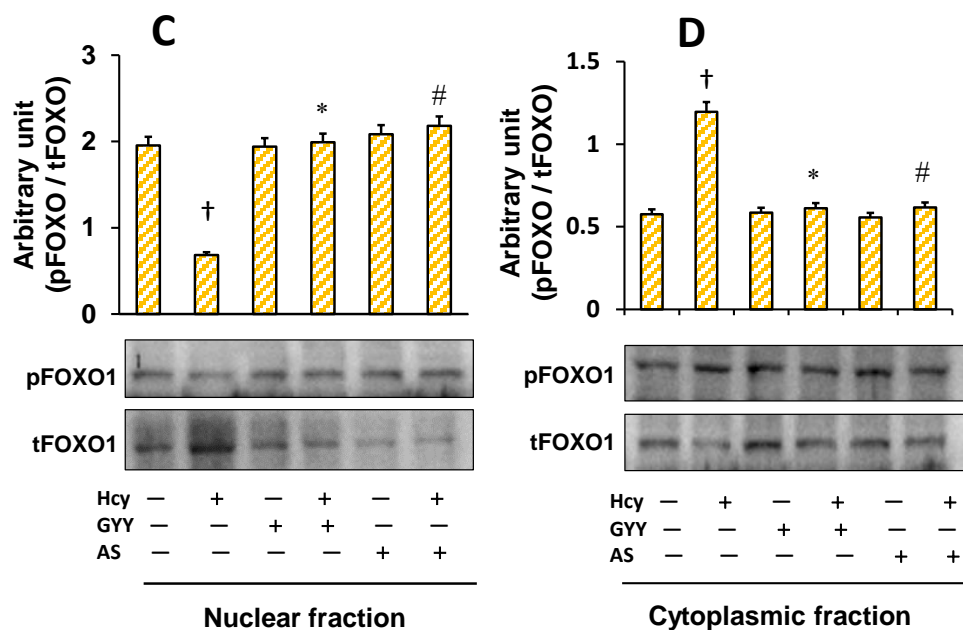 C
Arbitrary unit
(pFOXO / tFOXO)
3
2
1
0
†
*
#
pFOXO1
tFOXO1
Hcy — + — + — +
GYY — — + + — —
AS — — — — + +
Nuclear fraction
D
Arbitrary unit
(pFOXO / tFOXO)
1.5
1
0.5
0
†
*
#
pFOXO1
tFOXO1
Hcy — + — + — +
GYY — — + + — —
AS — — — — + +
Cytoplasmic fraction